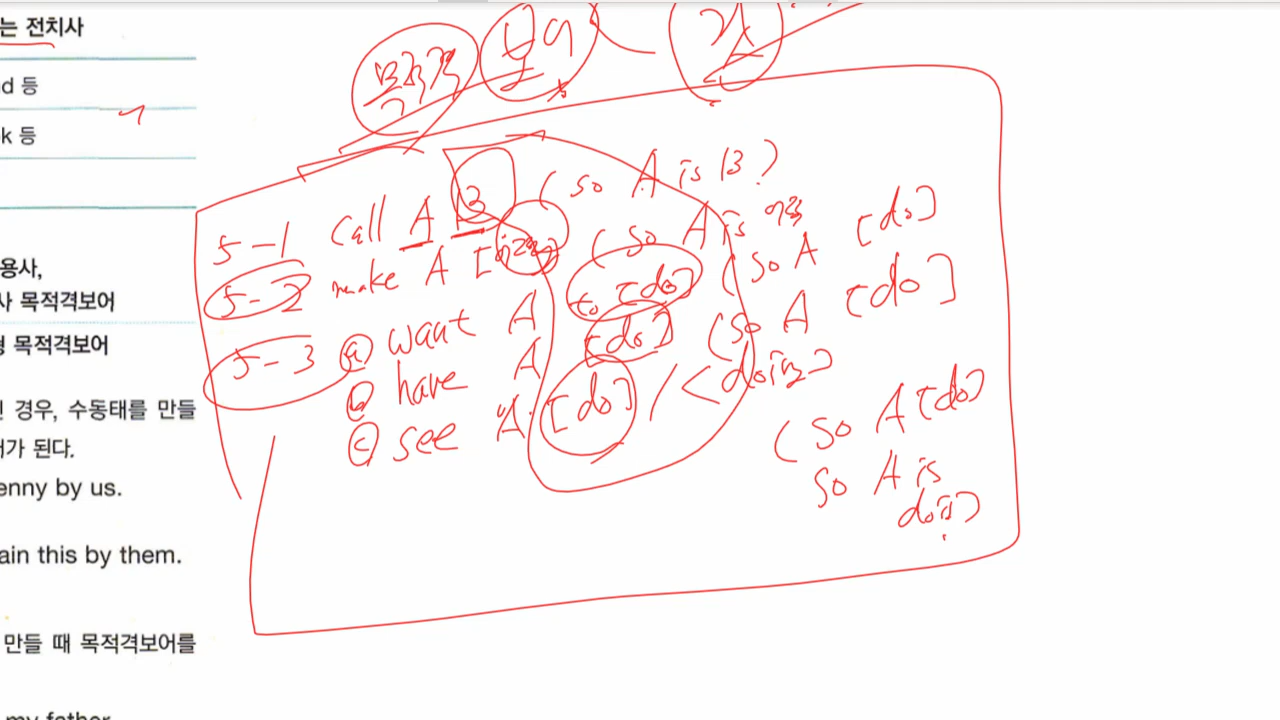 는 전치사
d 등
k 등
용사,
사 목적격보어
형 목적격보어
경우, 수동태를 만들
어가 된다.
enny by us.
ain this by them.
만들 때 목적격보어를
my father
목적격 보어
5-1 call A B (so A is B)
5-2 make A (so A is
5-3 ⓐ want A to [do] (so A [do]
ⓑ have A [do] (so A [do]
ⓒ see A [do] / <doing>
(so A [do]
so A is
doing)